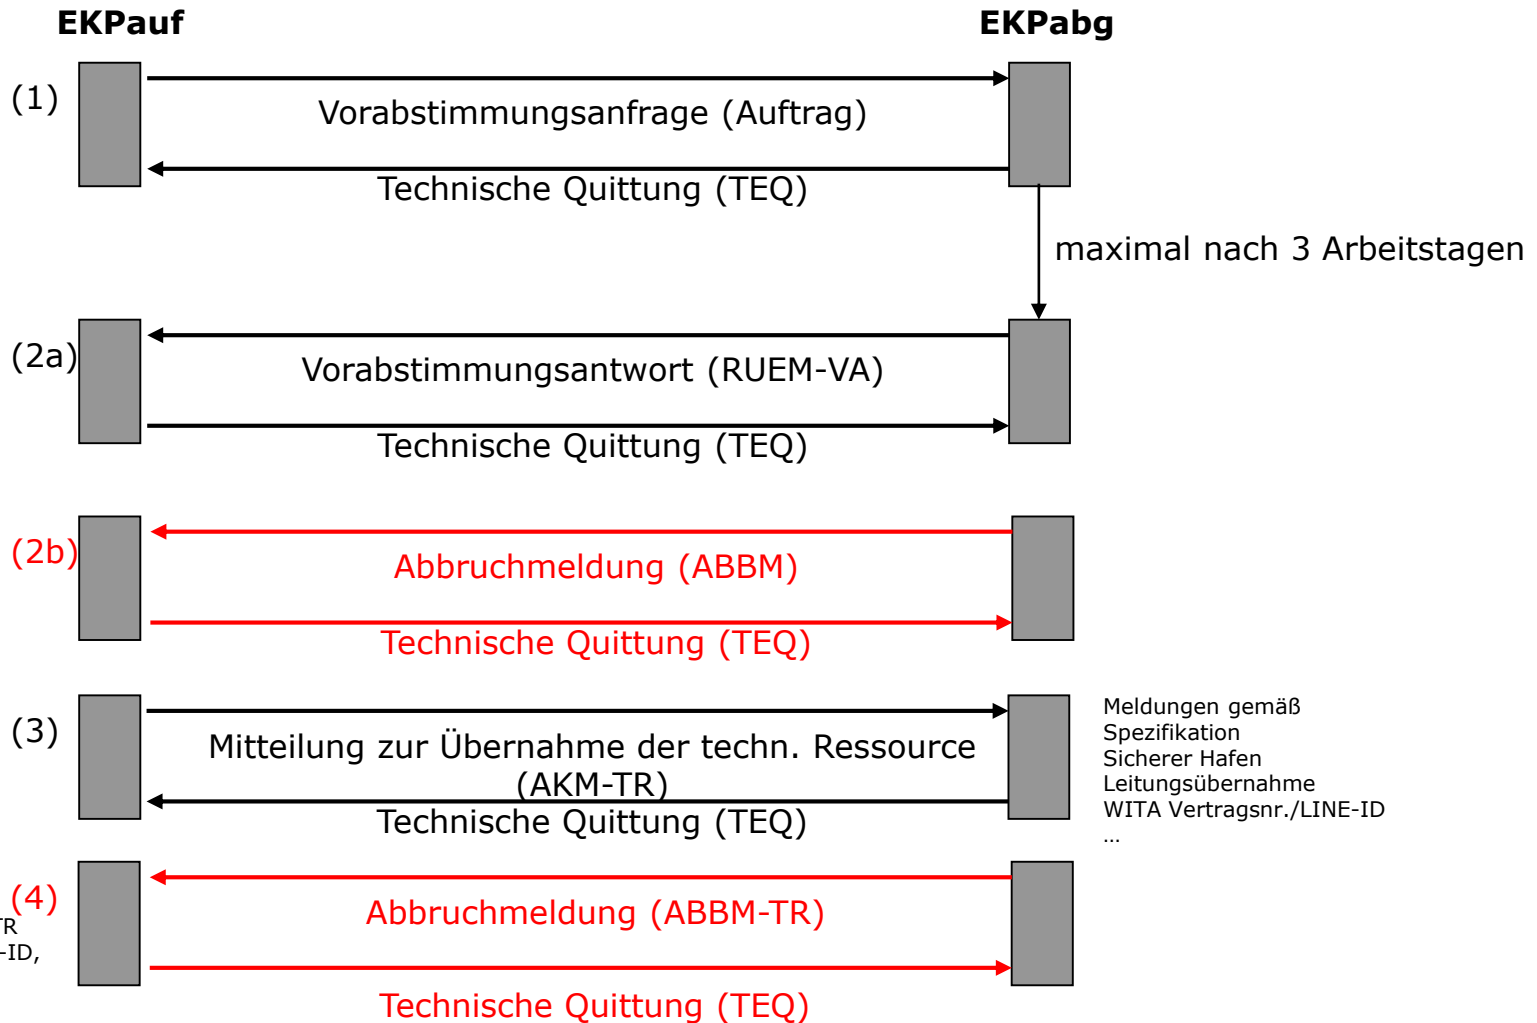 EKPauf
EKPabg
(1)
Vorabstimmungsanfrage (Auftrag)
Technische Quittung (TEQ)
maximal nach 3 Arbeitstagen
(2a)
Vorabstimmungsantwort (RUEM-VA)
Technische Quittung (TEQ)
(2b)
Abbruchmeldung (ABBM)
Technische Quittung (TEQ)
(3)
Mitteilung zur Übernahme der techn. Ressource
(AKM-TR)
Technische Quittung (TEQ)
Meldungen gemäß
Spezifikation
Sicherer Hafen
Leitungsübernahme
WITA Vertragsnr./LINE-ID
…
(4)
TR
-ID,
Abbruchmeldung (ABBM-TR)
Technische Quittung (TEQ)